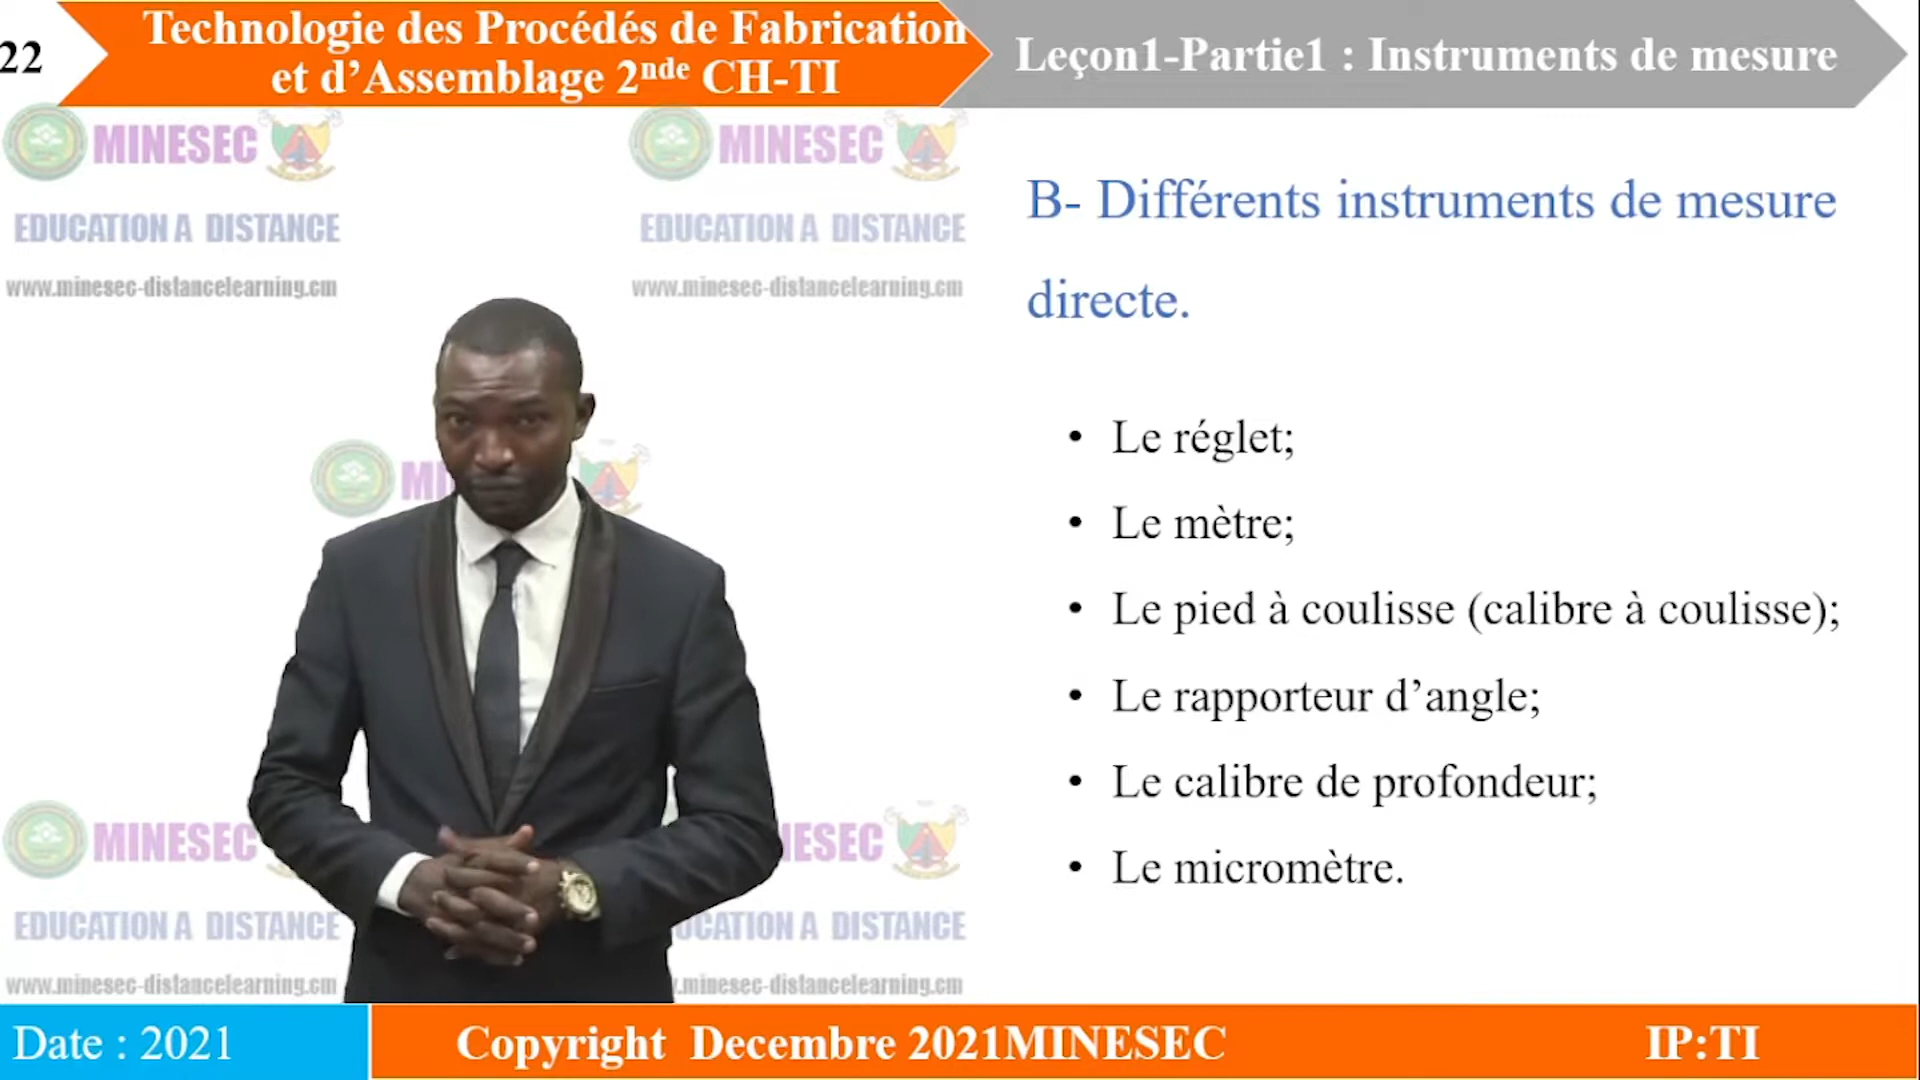 22
Technologie des Procédés de Fabrication
et d’Assemblage 2nde CH-TI
Leçon1-Partie1 : Instruments de mesure
MINESEC
EDUCATION A DISTANCE
www.minesec-distancelearning.cm
MINESEC
EDUCATION A DISTANCE
www.minesec-distancelearning.cm
B- Différents instruments de mesure
directe.
• Le réglet;
• Le mètre;
• Le pied à coulisse (calibre à coulisse);
• Le rapporteur d’angle;
• Le calibre de profondeur;
• Le micromètre.
MINESEC
EDUCATION A DISTANCE
www.minesec-distancelearning.cm
Date : 2021
Copyright Decembre 2021MINESEC
IP:TI